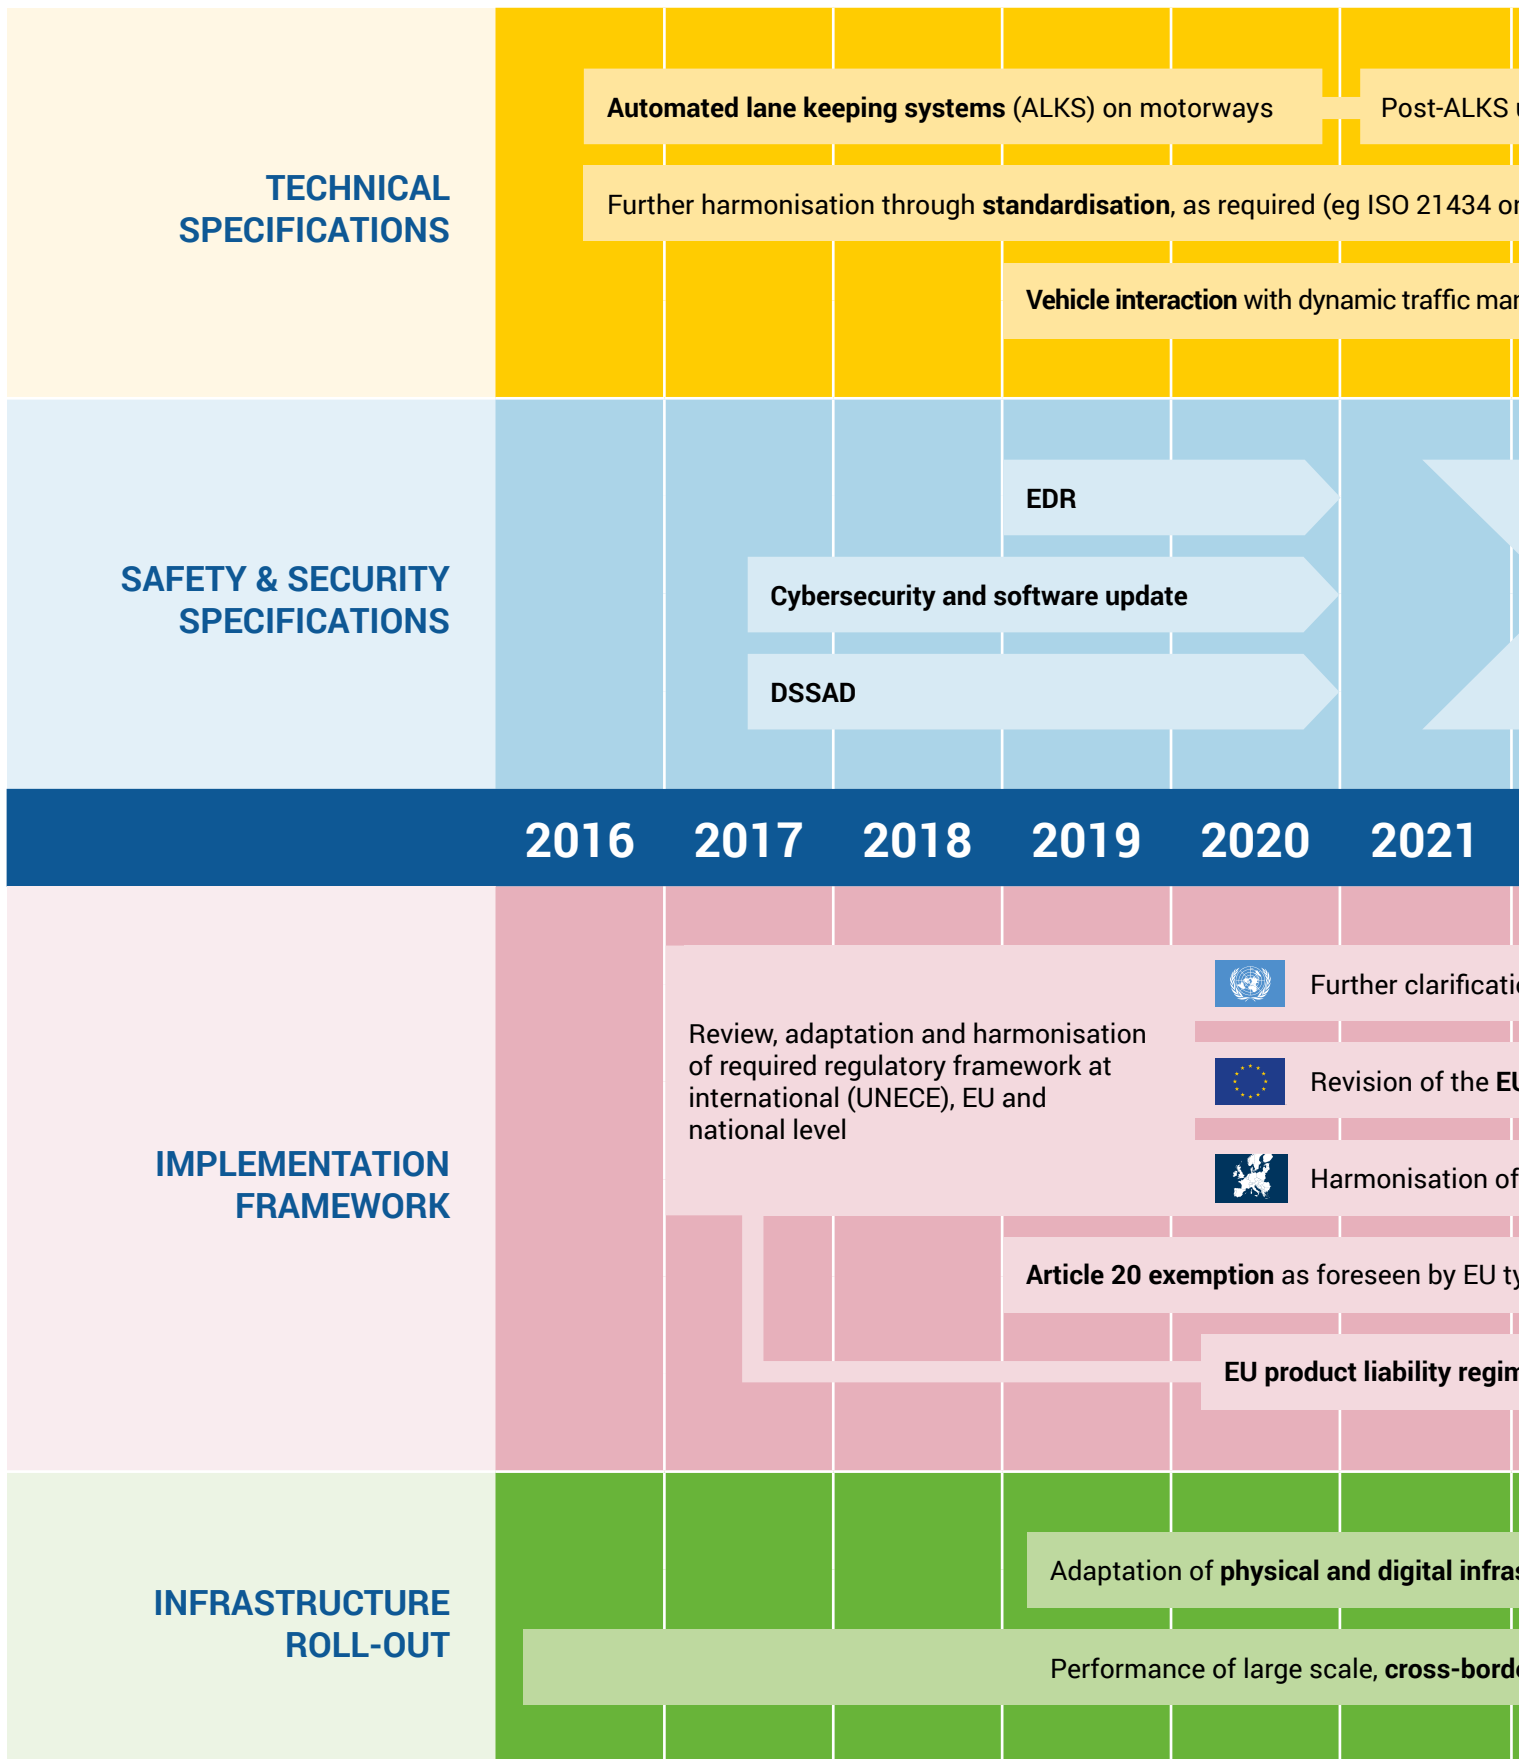 Automated lane keeping systems (ALKS) on motorways
Post-ALKS
TECHNICAL
SPECIFICATIONS
Further harmonisation through standardisation, as required (eg ISO 21434 or
Vehicle interaction with dynamic traffic
SAFETY & SECURITY
SPECIFICATIONS
EDR
Cybersecurity and software update
DSSAD
2016 2017 2018 2019 2020 2021
IMPLEMENTATION
FRAMEWORK
Review, adaptation and harmonisation
of required regulatory framework at
international (UNECE), EU and
national level
Further
Revision of the EU
Harmonisation of
Article 20 exemption as foreseen by EU
EU product liability
INFRASTRUCTURE
ROLL-OUT
Adaptation of physical and digital
Performance of large scale,